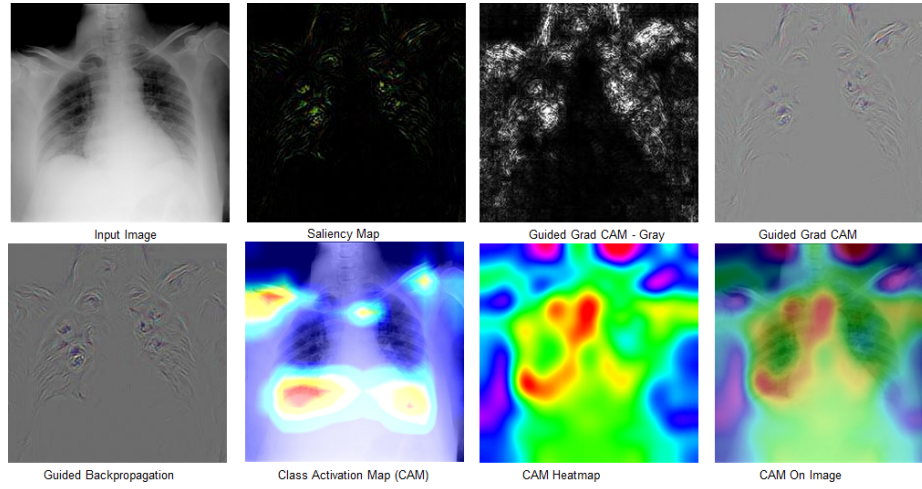 Input Image
Saliency Map
Guided Grad CAM - Gray
Guided Grad CAM
Guided Backpropagation
Class Activation Map (CAM)
CAM Heatmap
CAM On Image